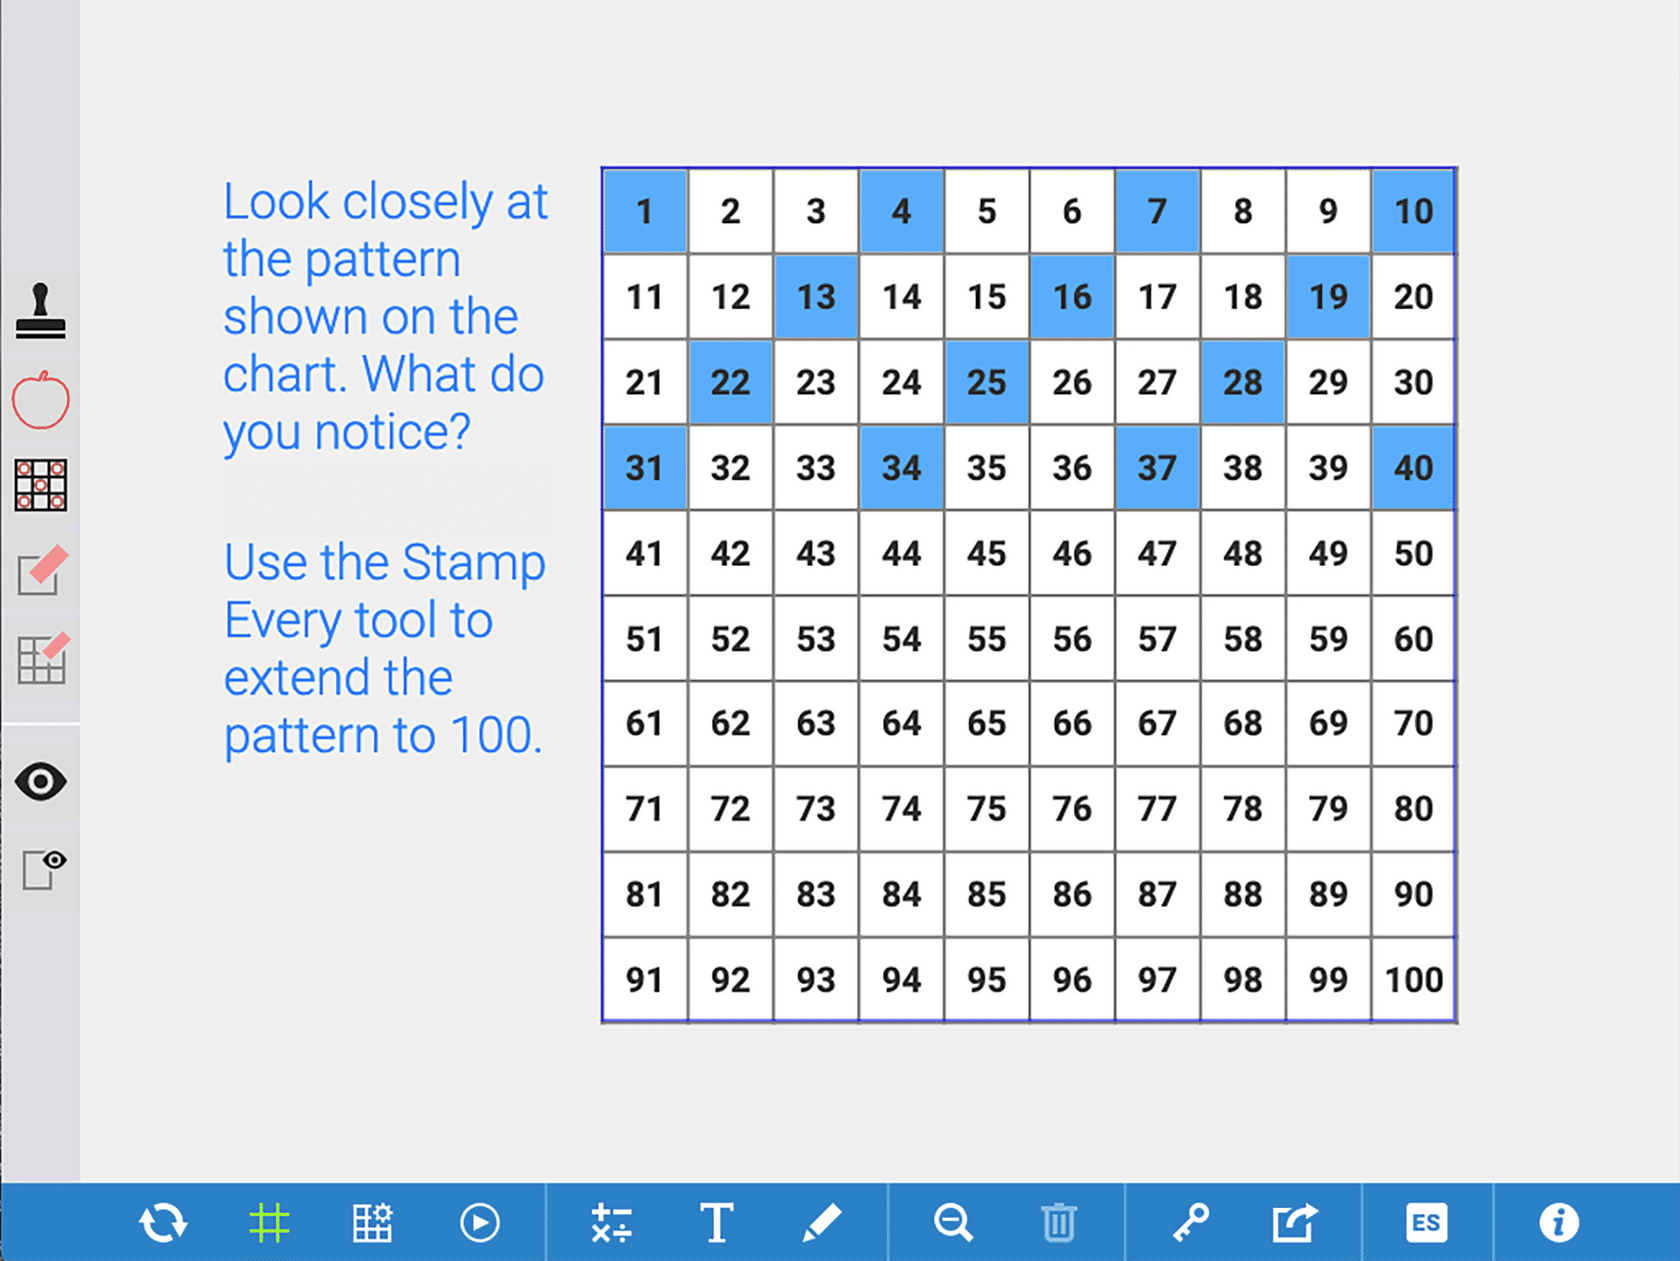 Look closely at
the pattern
shown on the
chart. What do
you notice?
Use the Stamp
Every tool to
extend the
pattern to 100.
1 2 3 4 5 6 7 8 9 10
11 12 13 14 15 16 17 18 19 20
21 22 23 24 25 26 27 28 29 30
31 32 33 34 35 36 37 38 39 40
41 42 43 44 45 46 47 48 49 50
51 52 53 54 55 56 57 58 59 60
61 62 63 64 65 66 67 68 69 70
71 72 73 74 75 76 77 78 79 80
81 82 83 84 85 86 87 88 89 90
91 92 93 94 95 96 97 98 99 100
T ES i